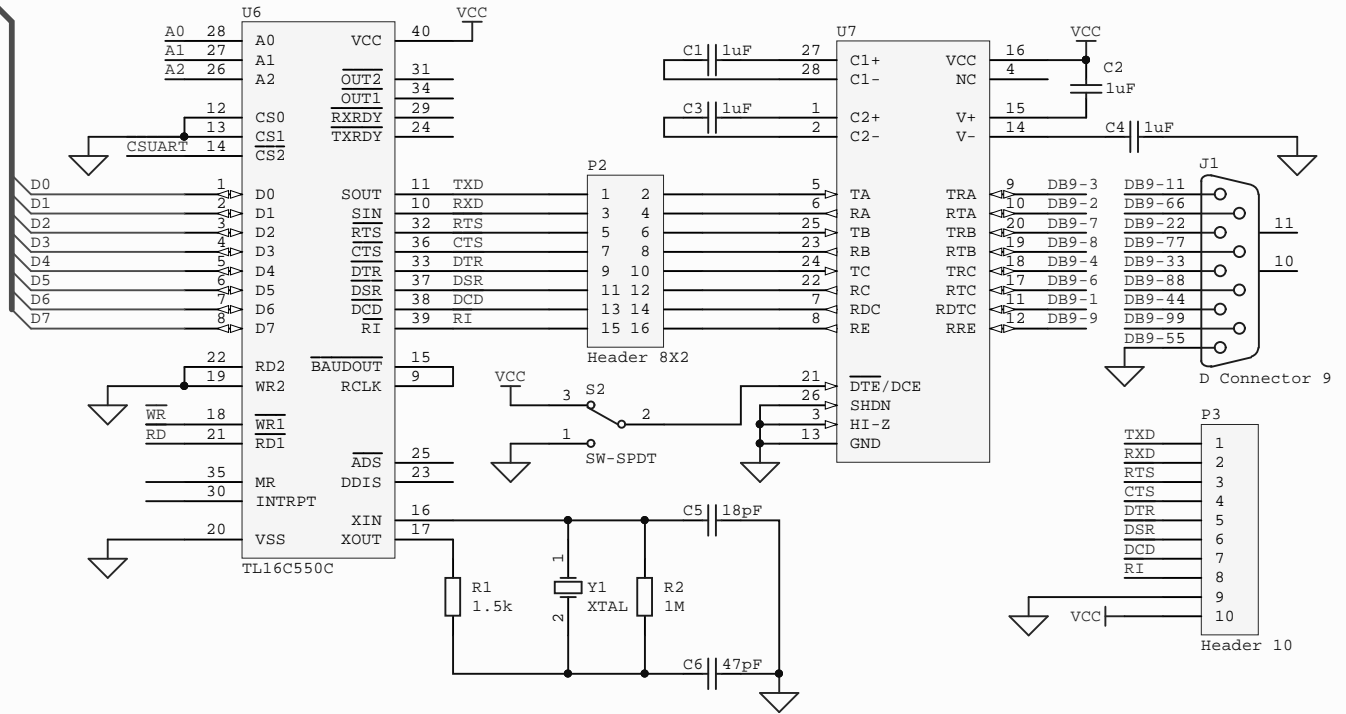 U6
VCC
A0 28 A0 VCC 40
A1 27 A1
A2 26 A2 OUT2 31
OUT1 34
12 CS0 RXRDY 29
13 CS1 TXRDY 24
CSUART 14 CS2
D0 1 D0 SOUT 11 TXD
D1 2 D1 SIN 10 RXD
D2 3 D2 RTS 32 RTS
D3 4 D3 CTS 36 CTS
D4 5 D4 DTR 33 DTR
D5 6 D5 DSR 37 DSR
D6 7 D6 DCD 38 DCD
D7 8 D7 RI 39 RI
22 RD2 BAUDOUT 15
19 WR2 RCLK 9
WR 18 WR1
RD 21 RD1
ADS 25
35 MR DDIS 23
30 INTRPT
XIN 16
20 VSS XOUT 17
TL16C550C
P2
1 2
3 4
5 6
7 8
9 10
11 12
13 14
15 16
Header 8X2
VCC
S2
3
2
1
SW-SPDT
C5 18pF
1
R1
1.5k
Y1
XTAL
R2
1M
2
C6 47pF
U7
VCC
C1 1uF 27 C1+ VCC 16
28 C1- NC 4
C2
1uF
C3 1uF 1 C2+ V+ 15
2 C2- V- 14
C4 1uF
5 TA TRA 9 DB9-3
6 RA RTA 10 DB9-2
25 TB TRB 20 DB9-7
23 RB RTB 19 DB9-8
24 TC TRC 18 DB9-4
22 RC RTC 17 DB9-6
7 RDC RDTC 11 DB9-1
8 RE RRE 12 DB9-9
21 DTE/DCE
26 SHDN
3 HI-Z
13 GND
J1
DB9-11
DB9-66
DB9-22
11
DB9-77
DB9-33
10
DB9-88
DB9-44
DB9-99
DB9-55
D Connector 9
P3
TXD 1
RXD 2
RTS 3
CTS 4
DTR 5
DSR 6
DCD 7
RI 8
9
VCC 10
Header 10